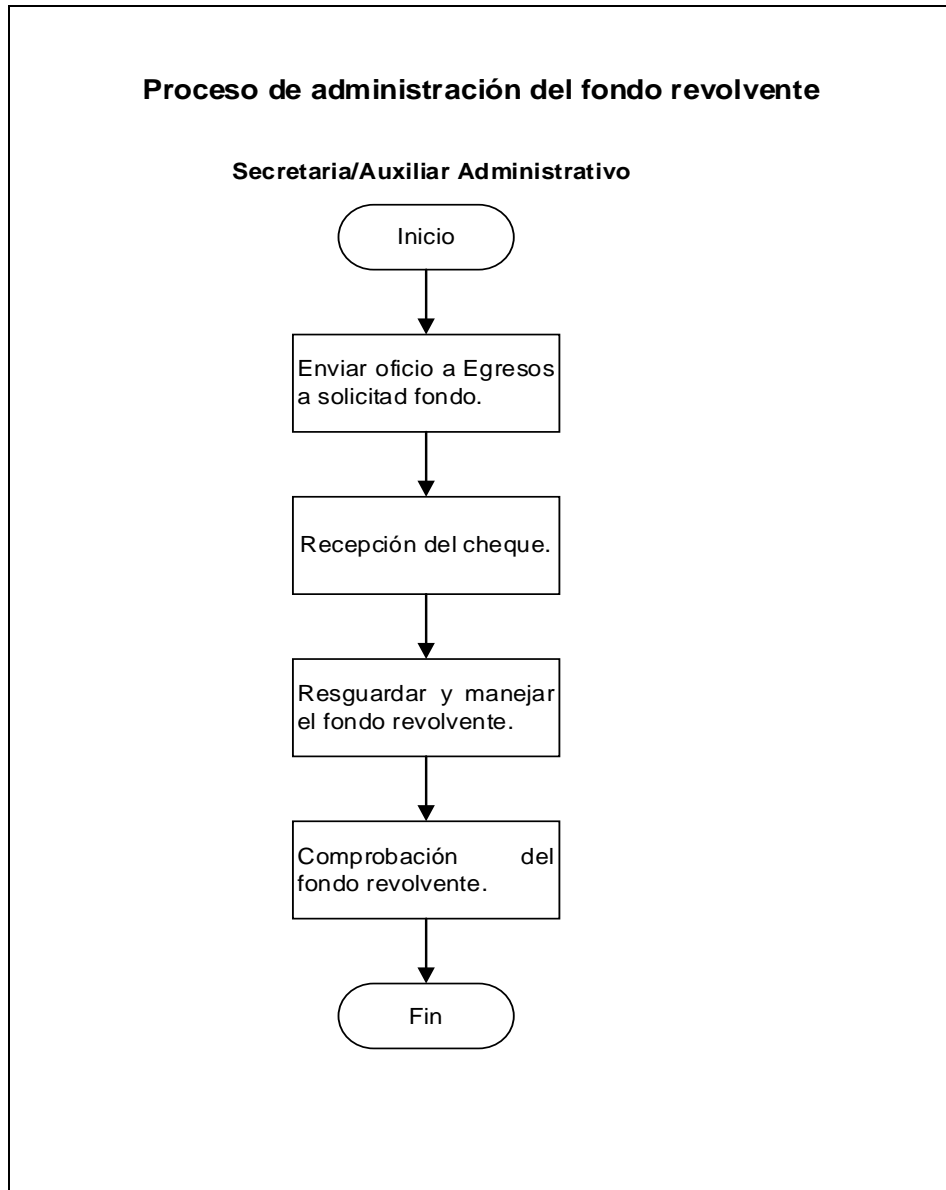 Proceso de administración del fondo revolvente
Secretaria/Auxiliar Administrativo
Inicio
Enviar oficio a Egresos
a solicitad fondo.
Recepción del cheque.
Resguardar y manejar
el fondo revolvente.
Comprobación del
fondo revolvente.
Fin